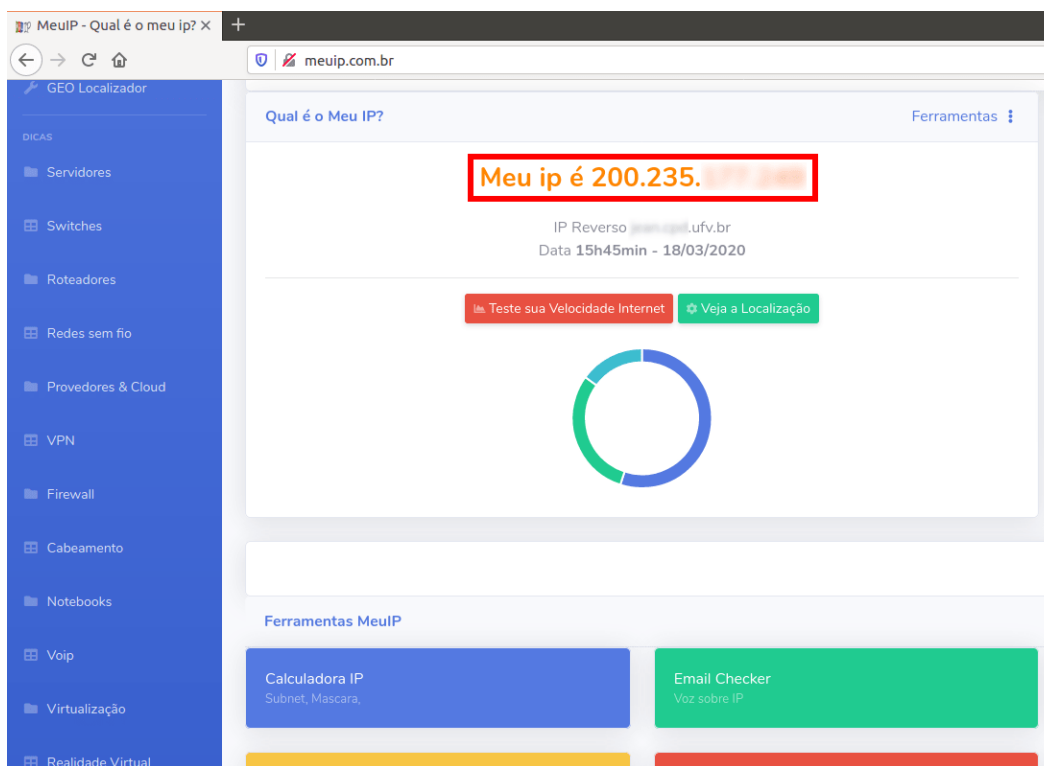 MeuIP - Qual é o meu ip?
meuip.com.br
GEO Localizador
DICAS
Servidores
Switches
Roteadores
Redes sem fio
Provedores & Cloud
VPN
Firewall
Cabeamento
Notebooks
Voip
Virtualização
Realidade Virtual
Qual é o Meu IP?
Ferramentas
Meu ip é 200.235.
IP Reverso .ufv.br
Data 15h45min - 18/03/2020
Teste sua Velocidade Internet
Veja a Localização
Ferramentas MeuIP
Calculadora IP
Subnet, Mascara,
Email Checker
Voz sobre IP